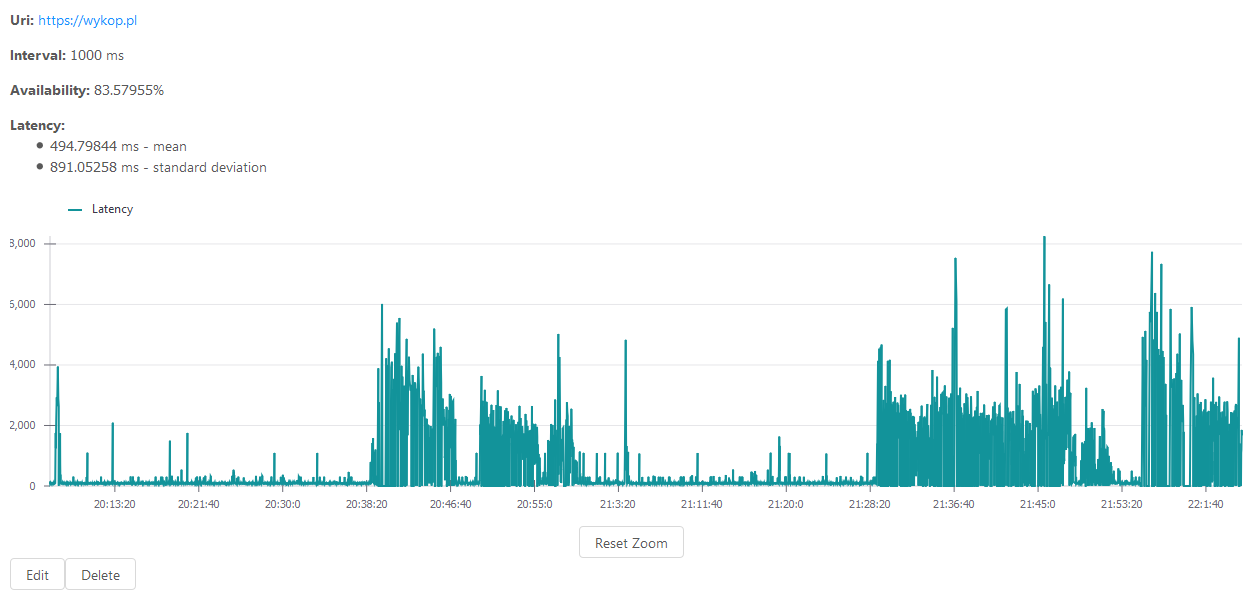 Uri: https://wykop.pl
Interval: 1000 ms
Availability: 83.57955%
Latency:
494.79844 ms - mean
891.05258 ms - standard deviation
Latency
8,000
6,000
4,000
2,000
0
20:13:20 20:21:40 20:30:0 20:38:20 20:46:40 20:55:0 21:3:20 21:11:40 21:20:0 21:28:20 21:36:40 21:45:0 21:53:20 22:1:40
Reset Zoom
Edit Delete